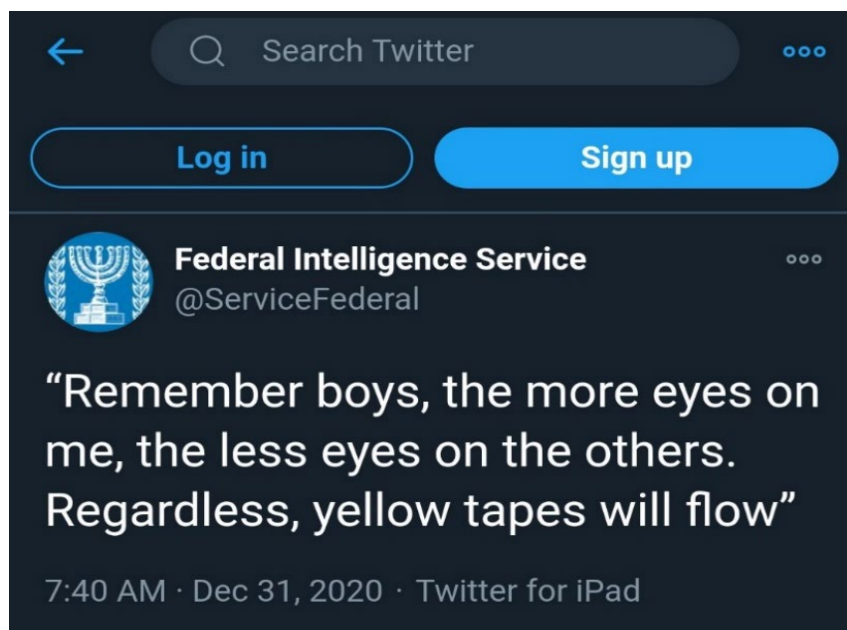 Search Twitter
Log in
Sign up
Federal Intelligence Service
@ServiceFederal
“Remember boys, the more eyes on
me, the less eyes on the others.
Regardless, yellow tapes will flow”
7:40 AM · Dec 31, 2020 · Twitter for iPad